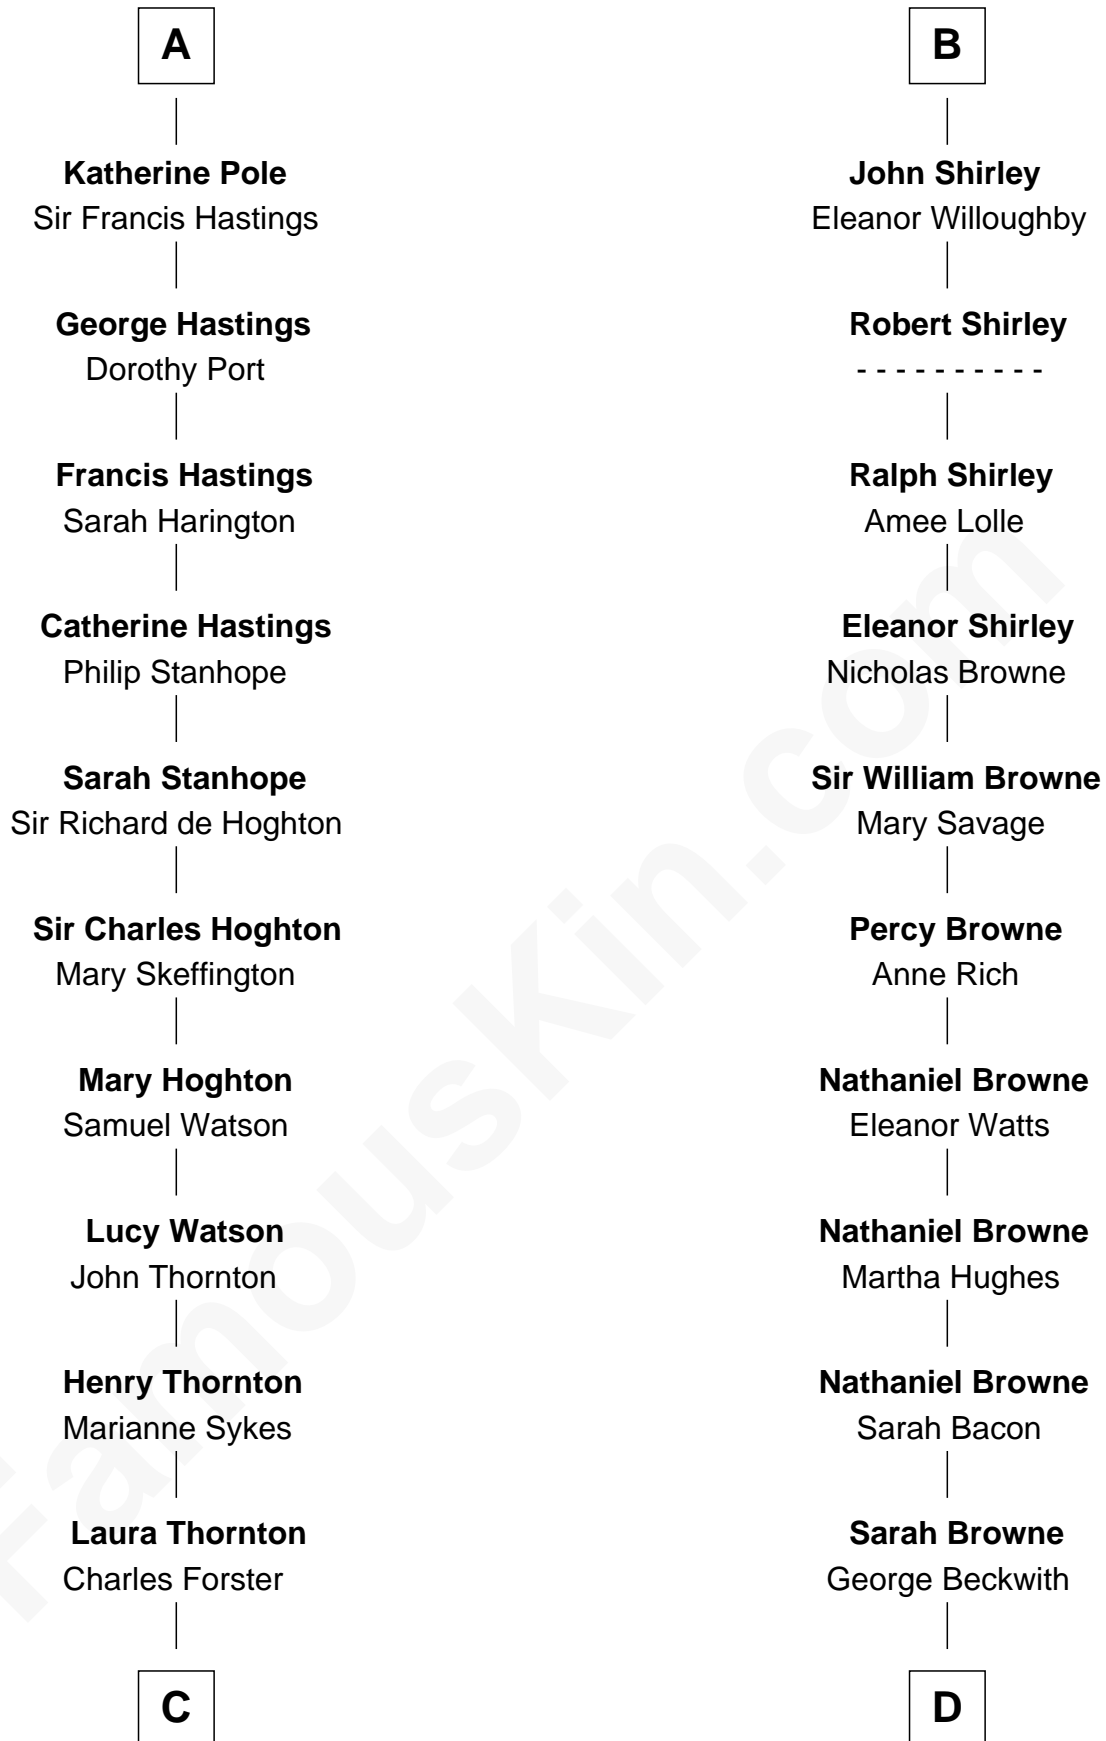 A
Katherine Pole
Sir Francis Hastings
George Hastings
Dorothy Port
Francis Hastings
Sarah Harington
Catherine Hastings
Philip Stanhope
Sarah Stanhope
Sir Richard de Hoghton
Sir Charles Hoghton
Mary Skeffington
Mary Hoghton
Samuel Watson
Lucy Watson
John Thornton
Henry Thornton
Marianne Sykes
Laura Thornton
Charles Forster
C
B
John Shirley
Eleanor Willoughby
Robert Shirley
- - - - - - - - - -
Ralph Shirley
Amee Lolle
Eleanor Shirley
Nicholas Browne
Sir William Browne
Mary Savage
Percy Browne
Anne Rich
Nathaniel Browne
Eleanor Watts
Nathaniel Browne
Martha Hughes
Nathaniel Browne
Sarah Bacon
Sarah Browne
George Beckwith
D
FamousKin.com